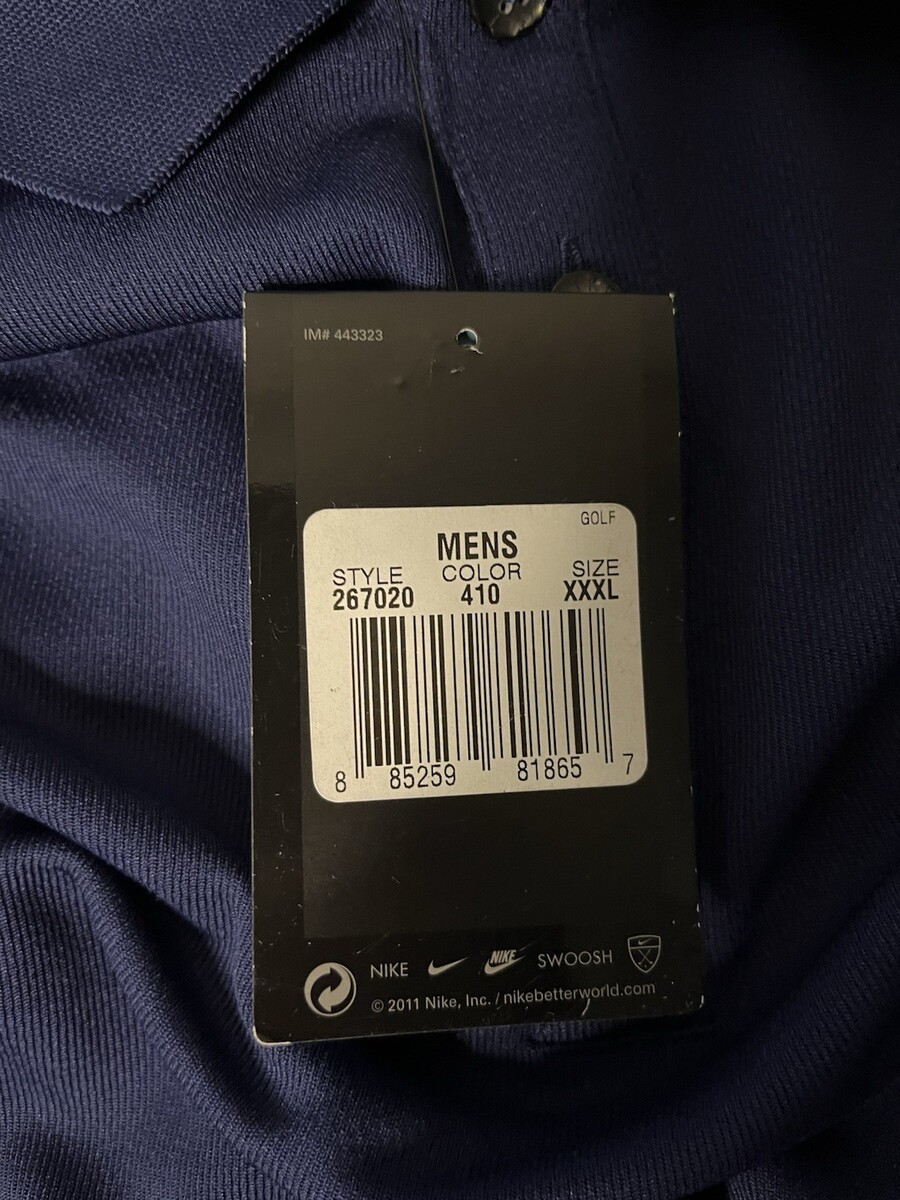 IM# 443323
GOLF
MENS
STYLE COLOR SIZE
267020 410 XXXL
8 85259 81865 7
NIKE NIKE SWOOSH
© 2011 Nike, Inc. / nikebetterworld.com